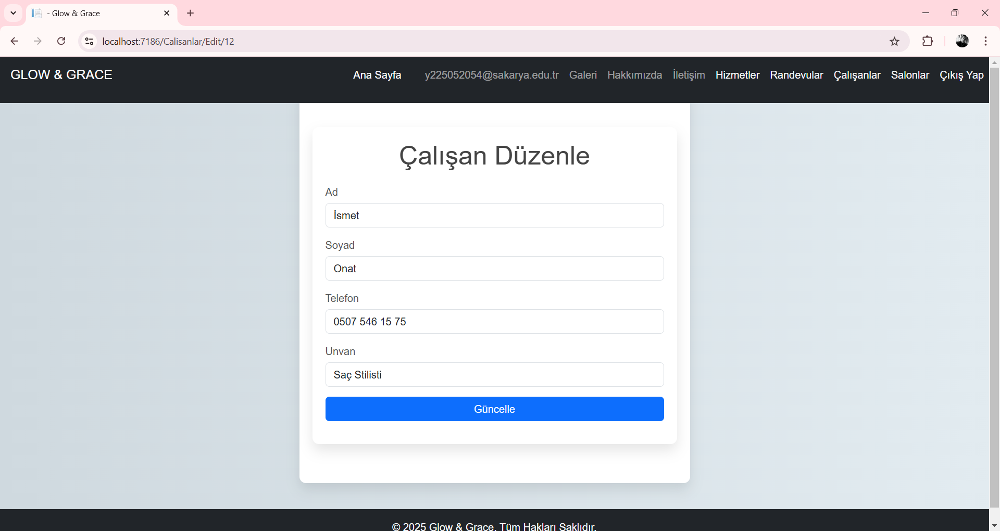 - Glow & Grace
localhost:7186/Calisanlar/Edit/12
GLOW & GRACE
Ana Sayfa y225052054@sakarya.edu.tr Galeri Hakkımızda İletişim Hizmetler Randevular Çalışanlar Salonlar Çıkış Yap
Çalışan Düzenle
Ad
İsmet
Soyad
Onat
Telefon
0507 546 15 75
Unvan
Saç Stilisti
Güncelle
© 2025 Glow & Grace. Tüm Hakları Saklıdır.